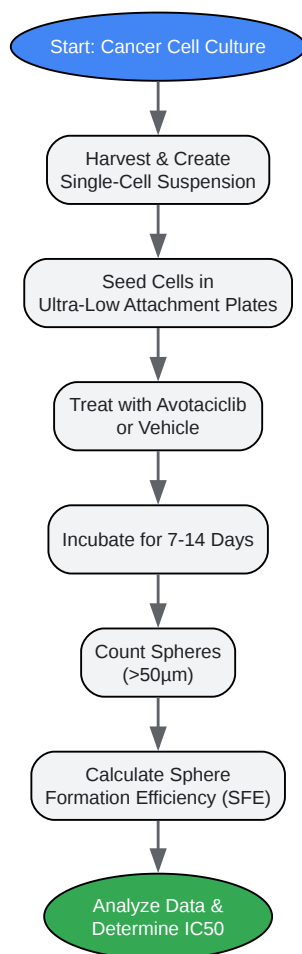 Start: Cancer Cell Culture
Harvest & Create
Single-Cell Suspension
Seed Cells in
Ultra-Low Attachment Plates
Treat with Avotaciclib
or Vehicle
Incubate for 7-14 Days
Count Spheres
(>50µm)
Calculate Sphere
Formation Efficiency (SFE)
Analyze Data &
Determine IC50